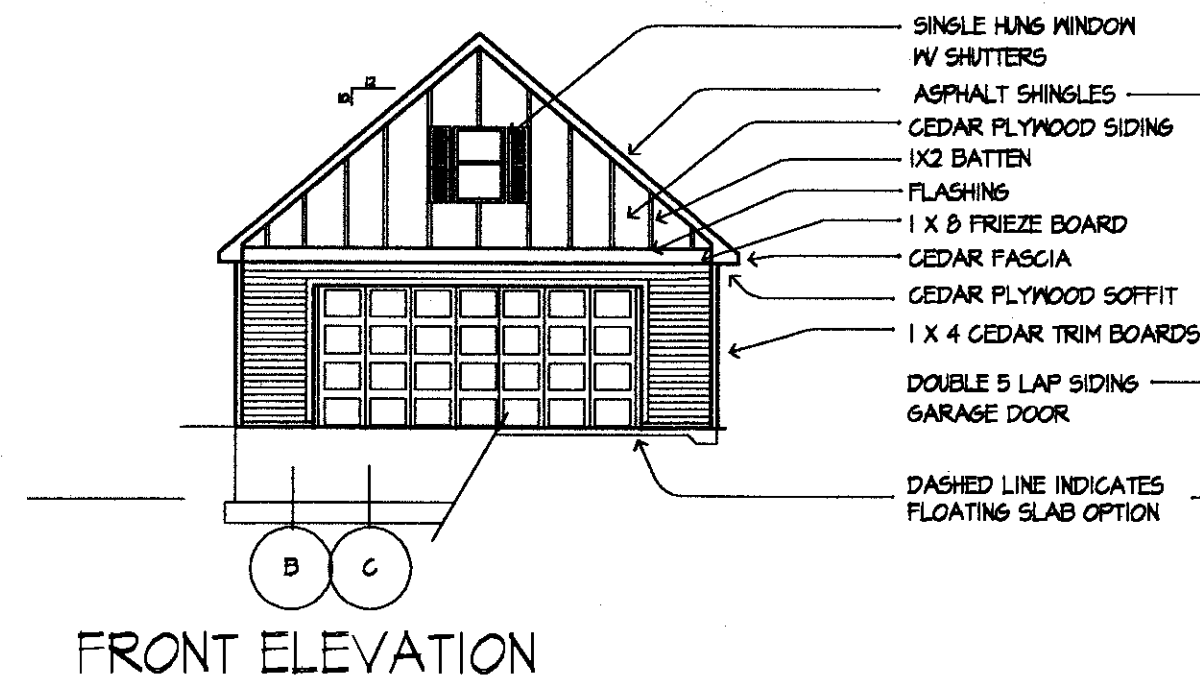 SINGLE HUNG WINDOW
W/ SHUTTERS
12
10
ASPHALT SHINGLES
CEDAR PLYWOOD SIDING
1X2 BATTEN
FLASHING
1 X 8 FRIEZE BOARD
CEDAR FASCIA
CEDAR PLYWOOD SOFFIT
1 X 4 CEDAR TRIM BOARDS
DOUBLE 5 LAP SIDING
GARAGE DOOR
DASHED LINE INDICATES
FLOATING SLAB OPTION
B C
FRONT ELEVATION